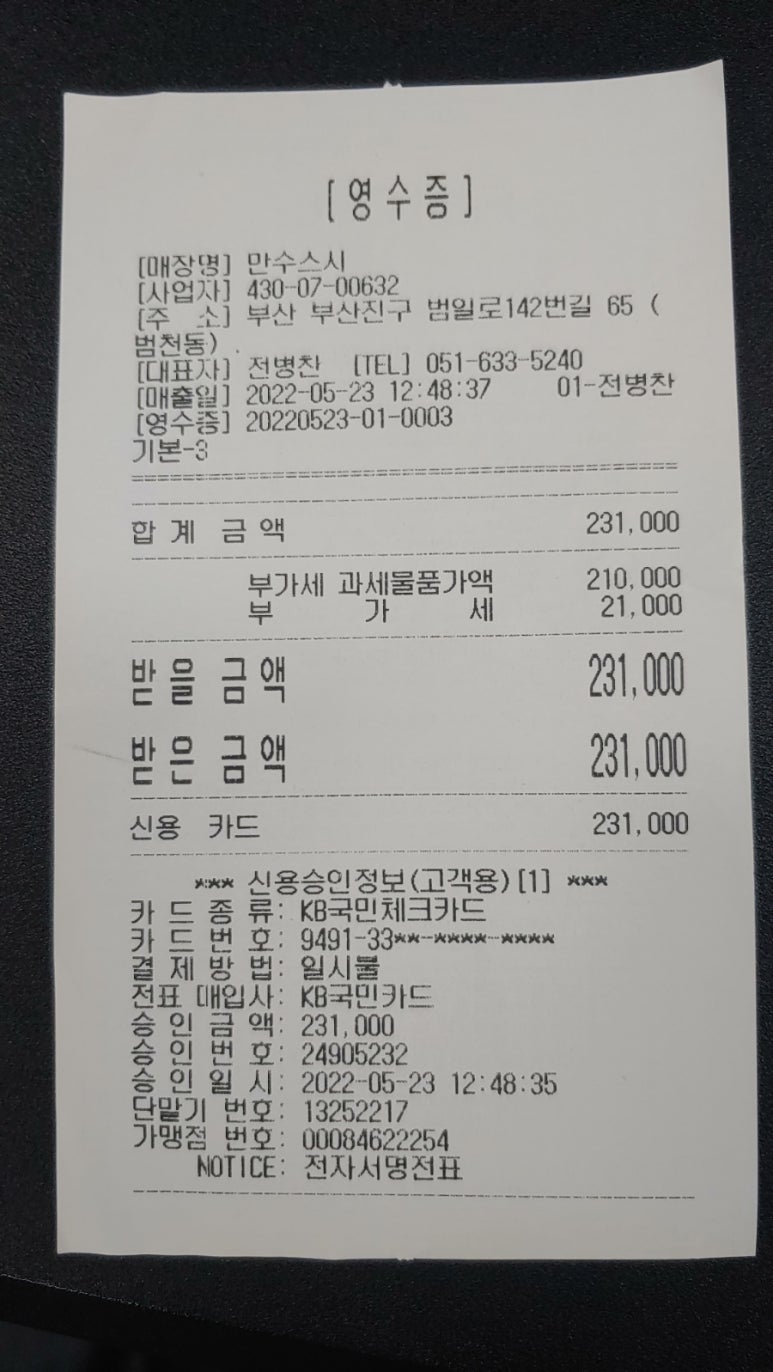 [영수증]
[매장명] 만수스시
[사업자] 430-07-00632
[주 소] 부산 부산진구 범일로142번길 65 (
범천동) .
[대표자] 전병찬 [TEL] 051-633-5240
[매출일] 2022-05-23 12:48:37 01-전병찬
[영수증] 20220523-01-0003
기본-3
합 계 금 액 231,000
부가세 과세물품가액 210,000
부 가 세 21,000
받 을 금 액 231,000
받 은 금 액 231,000
신용 카드 231,000
*** 신용승인정보(고객용)[1] ***
카 드 종 류: KB국민체크카드
카 드 번 호: 9491-33**-****-****
결 제 방 법: 일시불
전표 매입사: KB국민카드
승 인 금 액: 231,000
승 인 번 호: 24905232
승 인 일 시: 2022-05-23 12:48:35
단말기 번호: 13252217
가맹점 번호: 00084622254
NOTICE: 전자서명전표